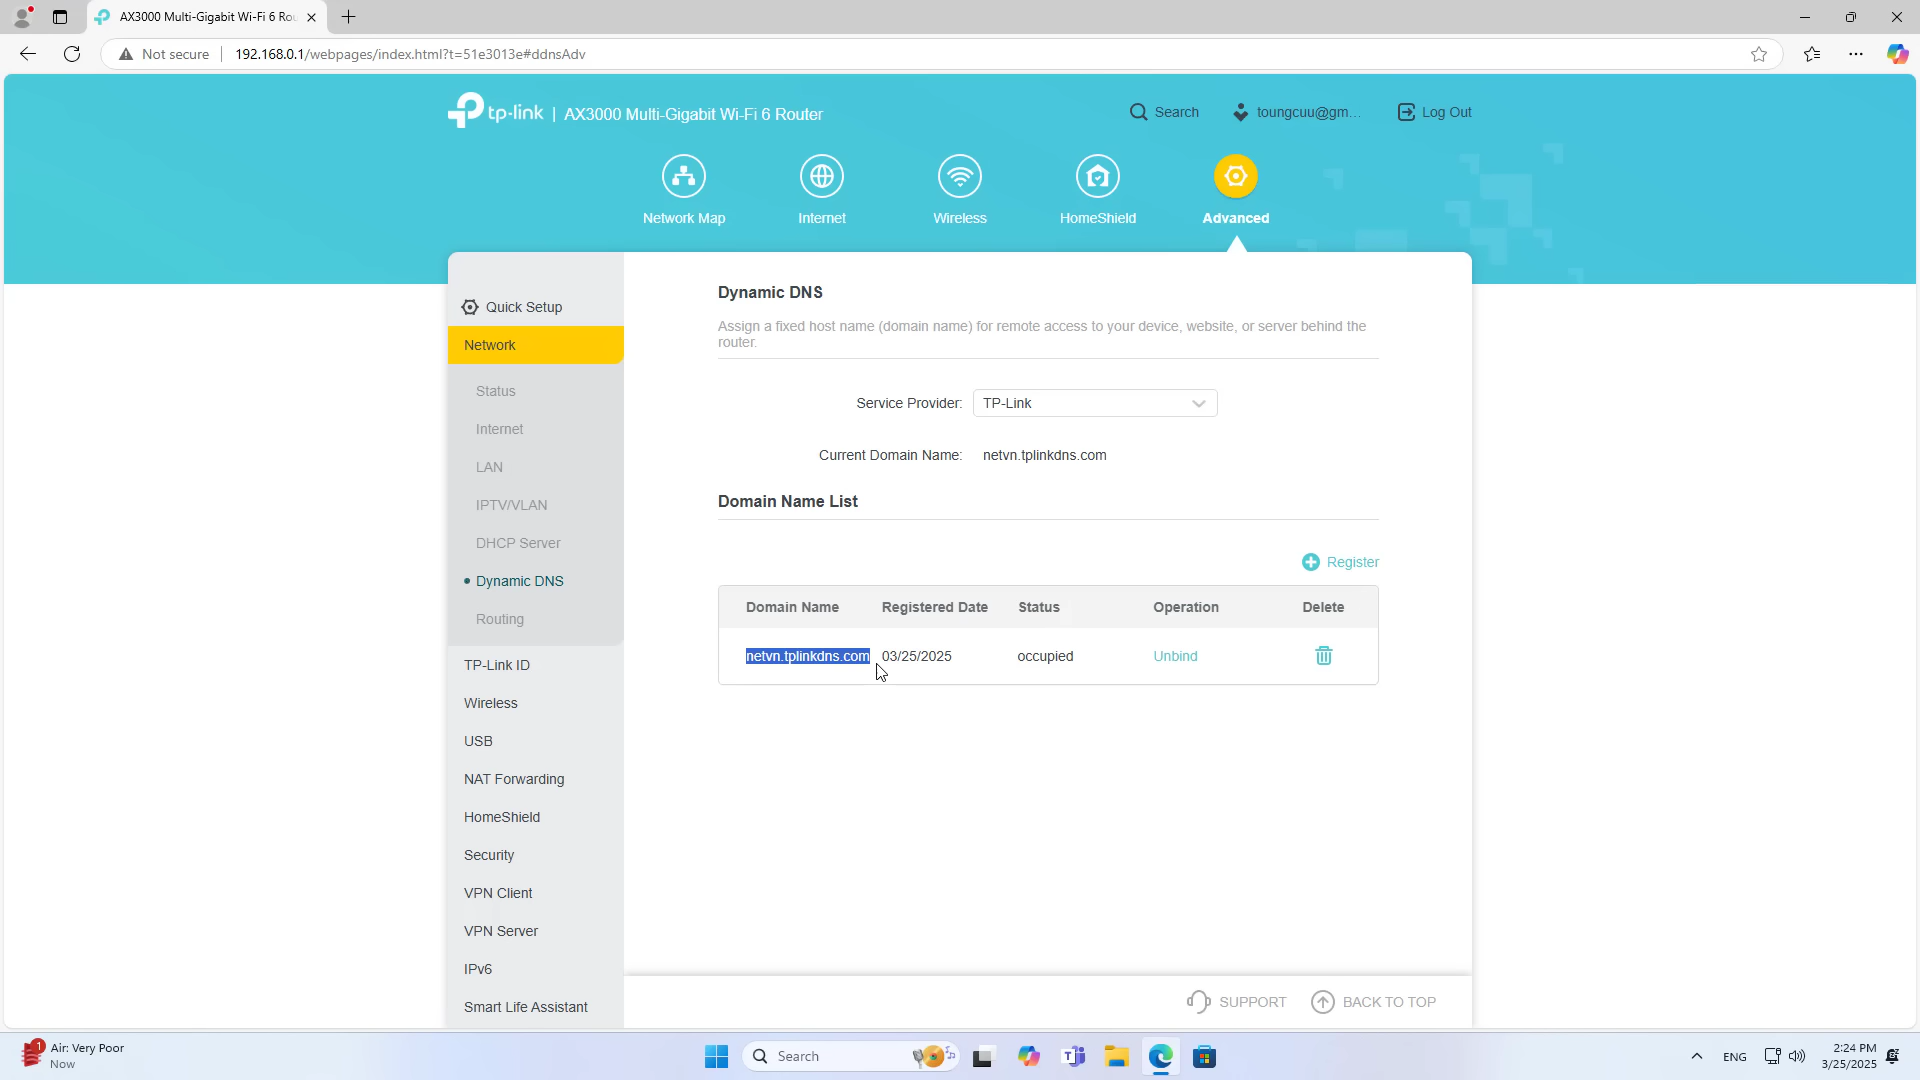 AX3000 Multi-Gigabit Wi-Fi 6 Rou
Not secure
192.168.0.1/webpages/index.html?t=51e3013e#ddnsAdv
tp-link | AX3000 Multi-Gigabit Wi-Fi 6 Router
Search
toungcuu@gm...
Log Out
Network Map
Internet
Wireless
HomeShield
Advanced
Quick Setup
Network
Status
Internet
LAN
IPTV/VLAN
DHCP Server
Dynamic DNS
Routing
TP-Link ID
Wireless
USB
NAT Forwarding
HomeShield
Security
VPN Client
VPN Server
IPv6
Smart Life Assistant
Dynamic DNS
Assign a fixed host name (domain name) for remote access to your device, website, or server behind the
router.
Service Provider: TP-Link
Current Domain Name: netvn.tplinkdns.com
Domain Name List
Register
Domain Name Registered Date Status Operation Delete
netvn.tplinkdns.com 03/25/2025 occupied Unbind
SUPPORT
BACK TO TOP
1
Air: Very Poor
Now
Search
ENG
2:24 PM
3/25/2025